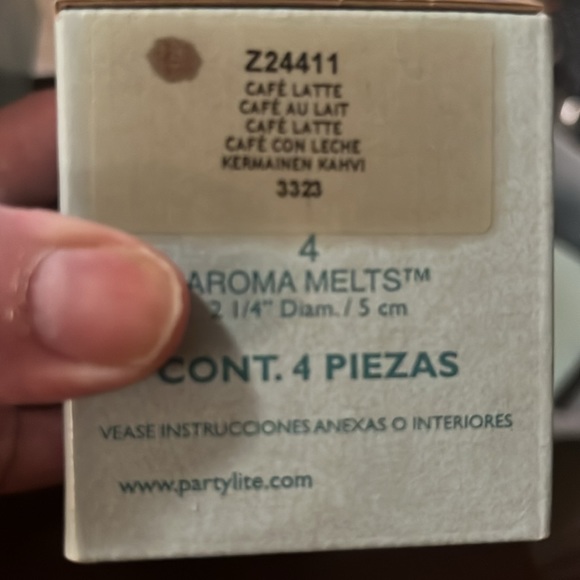 Z24411
CAFÉ LATTE
CAFÉ AU LAIT
CAFFÈ LATTE
CAFÉ CON LECHE
KERMAINEN KAHVI
3323
4
AROMA MELTS™
2 1/4" Diam. / 5 cm
CONT. 4 PIEZAS
VEASE INSTRUCCIONES ANEXAS O INTERIORES
www.partylite.com